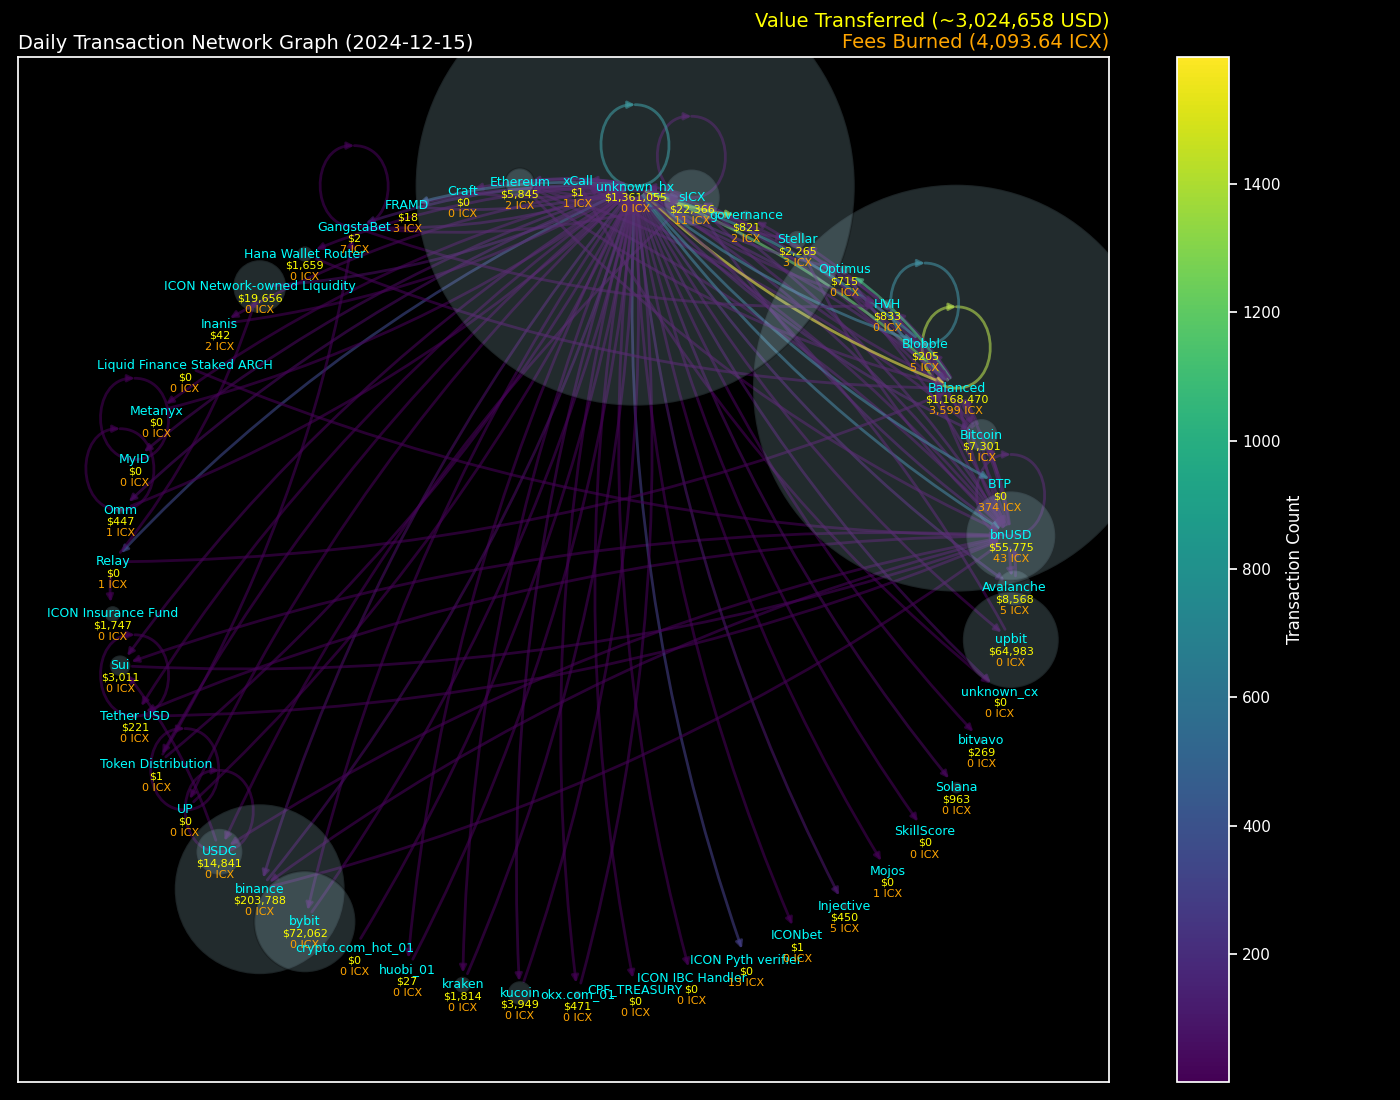 Value Transferred (~3,024,658 USD)
Daily Transaction Network Graph (2024-12-15)
Fees Burned (4,093.64 ICX)
unknown_hx
$1,361,055
0 ICX
xCall
$1
1 ICX
Ethereum
$5,845
2 ICX
Craft
$0
0 ICX
FRAMD
$18
3 ICX
GangstaBet
$2
7 ICX
Hana Wallet Router
$1,659
0 ICX
ICON Network-owned Liquidity
$19,656
0 ICX
Inanis
$42
2 ICX
Liquid Finance Staked ARCH
$0
0 ICX
Metanyx
$0
0 ICX
MyID
$0
0 ICX
Omm
$447
1 ICX
Relay
$0
1 ICX
ICON Insurance Fund
$1,747
0 ICX
Sui
$3,011
0 ICX
Tether USD
$221
0 ICX
Token Distribution
$1
0 ICX
UP
$0
0 ICX
USDC
$14,841
0 ICX
binance
$203,788
0 ICX
bybit
$72,062
0 ICX
crypto.com_hot_01
$0
0 ICX
huobi_01
$27
0 ICX
kraken
$1,814
0 ICX
kucoin
$3,949
0 ICX
okx.com_01
$471
0 ICX
CPF_TREASURY
$0
0 ICX
ICON IBC Handler
$0
0 ICX
ICON Pyth verifier
$0
13 ICX
ICONbet
$1
0 ICX
Injective
$450
5 ICX
Mojos
$0
1 ICX
SkillScore
$0
0 ICX
Solana
$963
0 ICX
bitvavo
$269
0 ICX
unknown_cx
$0
0 ICX
upbit
$64,983
0 ICX
Avalanche
$8,568
5 ICX
bnUSD
$55,775
43 ICX
BTP
$0
374 ICX
Bitcoin
$7,301
1 ICX
Balanced
$1,168,470
3,599 ICX
Blobble
$205
5 ICX
HVH
$833
0 ICX
Optimus
$715
0 ICX
Stellar
$2,265
3 ICX
governance
$821
2 ICX
sICX
$22,366
11 ICX
1400
1200
1000
800
600
400
200
Transaction Count